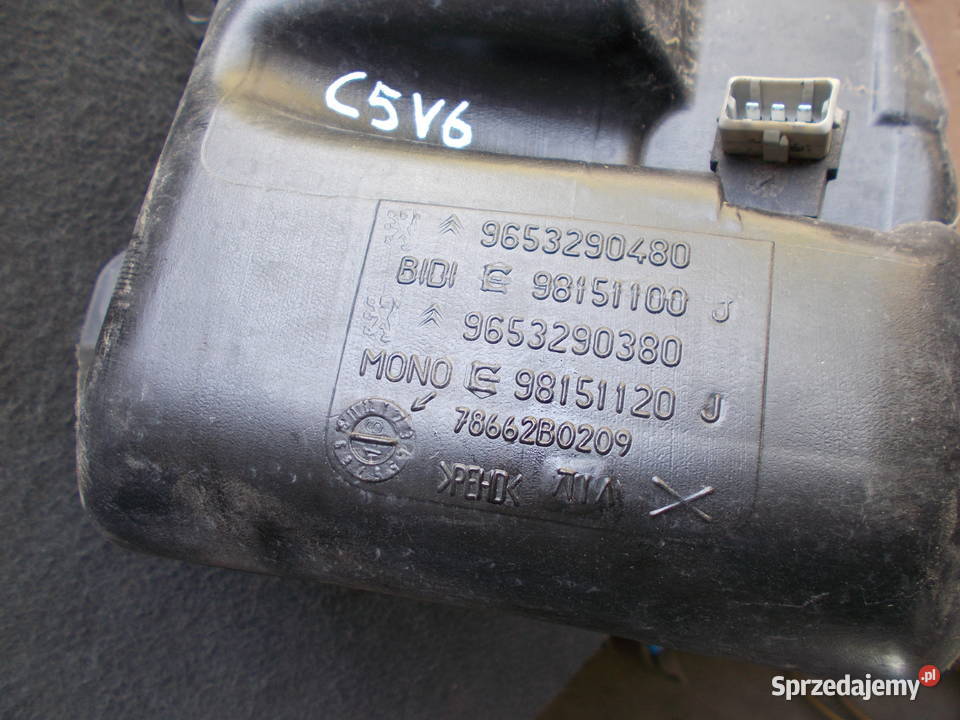 C5V6
9653290480
BIDI 98151100 J
9653290380
MONO 98151120 J
78662B0209
>PEHD<
Sprzedajemy.pl